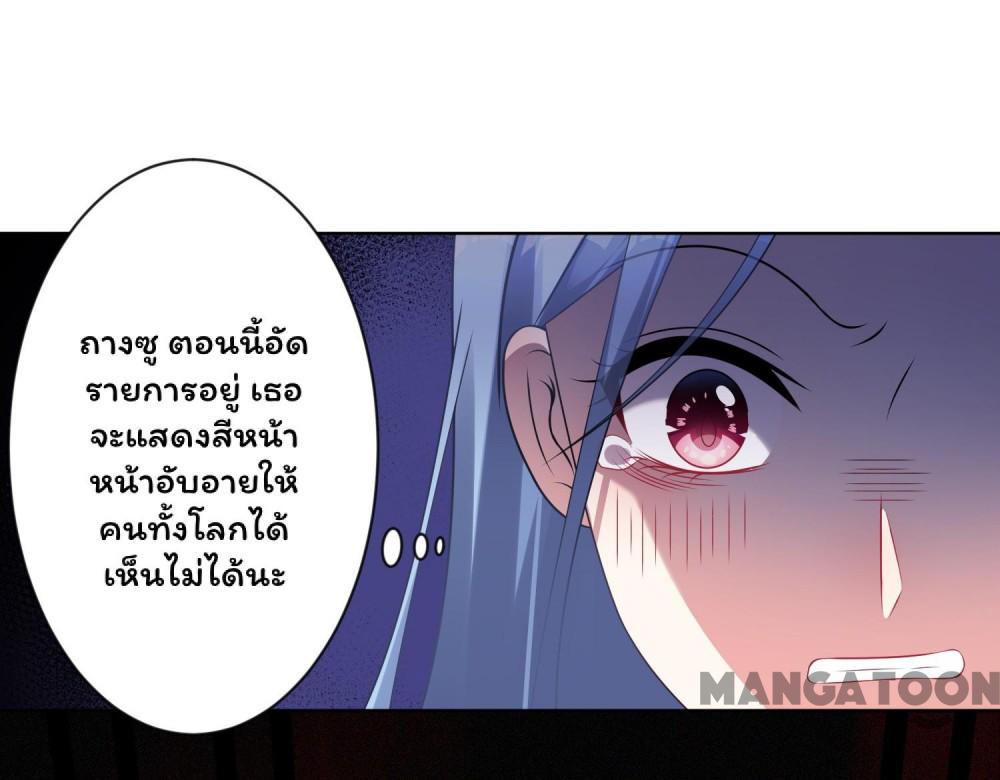 ถางซู ตอนนี้อัด
รายการอยู่ เธอ
จะแสดงสีหน้า
หน้าอับอายให้
คนทั้งโลกได้
เห็นไม่ได้นะ
MANGATOON